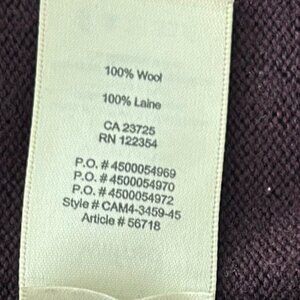 100% Wool
100% Laine
CA 23725
RN 122354
P.O. # 4500054969
P.O. # 4500054970
P.O. # 4500054972
Style # CAM4-3459-45
Article # 56718